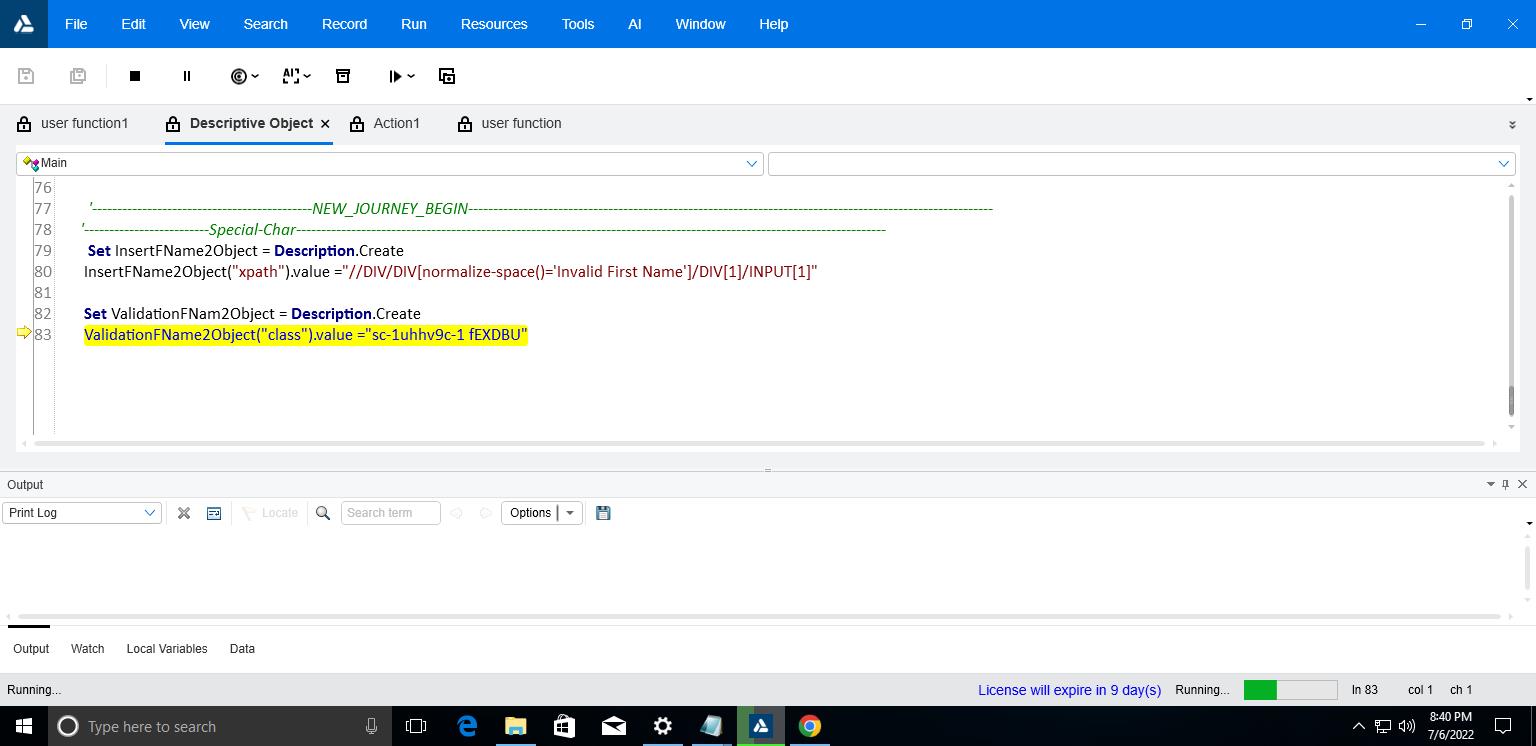 File Edit View Search Record Run Resources Tools AI Window Help
user function1 Descriptive Object Action1 user function
Main
76
77 '--------------------------------------------NEW_JOURNEY_BEGIN---------------------------------------------------------------------------------------------------------
78 '-------------------------Special-Char----------------------------------------------------------------------------------------------------------------------
79 Set InsertFName2Object = Description.Create
80 InsertFName2Object("xpath").value ="//DIV/DIV[normalize-space()='Invalid First Name']/DIV[1]/INPUT[1]"
81
82 Set ValidationFNam2Object = Description.Create
83 ValidationFName2Object("class").value ="sc-1uhhv9c-1 fEXDBU"
Output
Print Log Locate Search term Options
Output Watch Local Variables Data
Running... License will expire in 9 day(s) Running... ln 83 col 1 ch 1
Type here to search
8:40 PM
7/6/2022